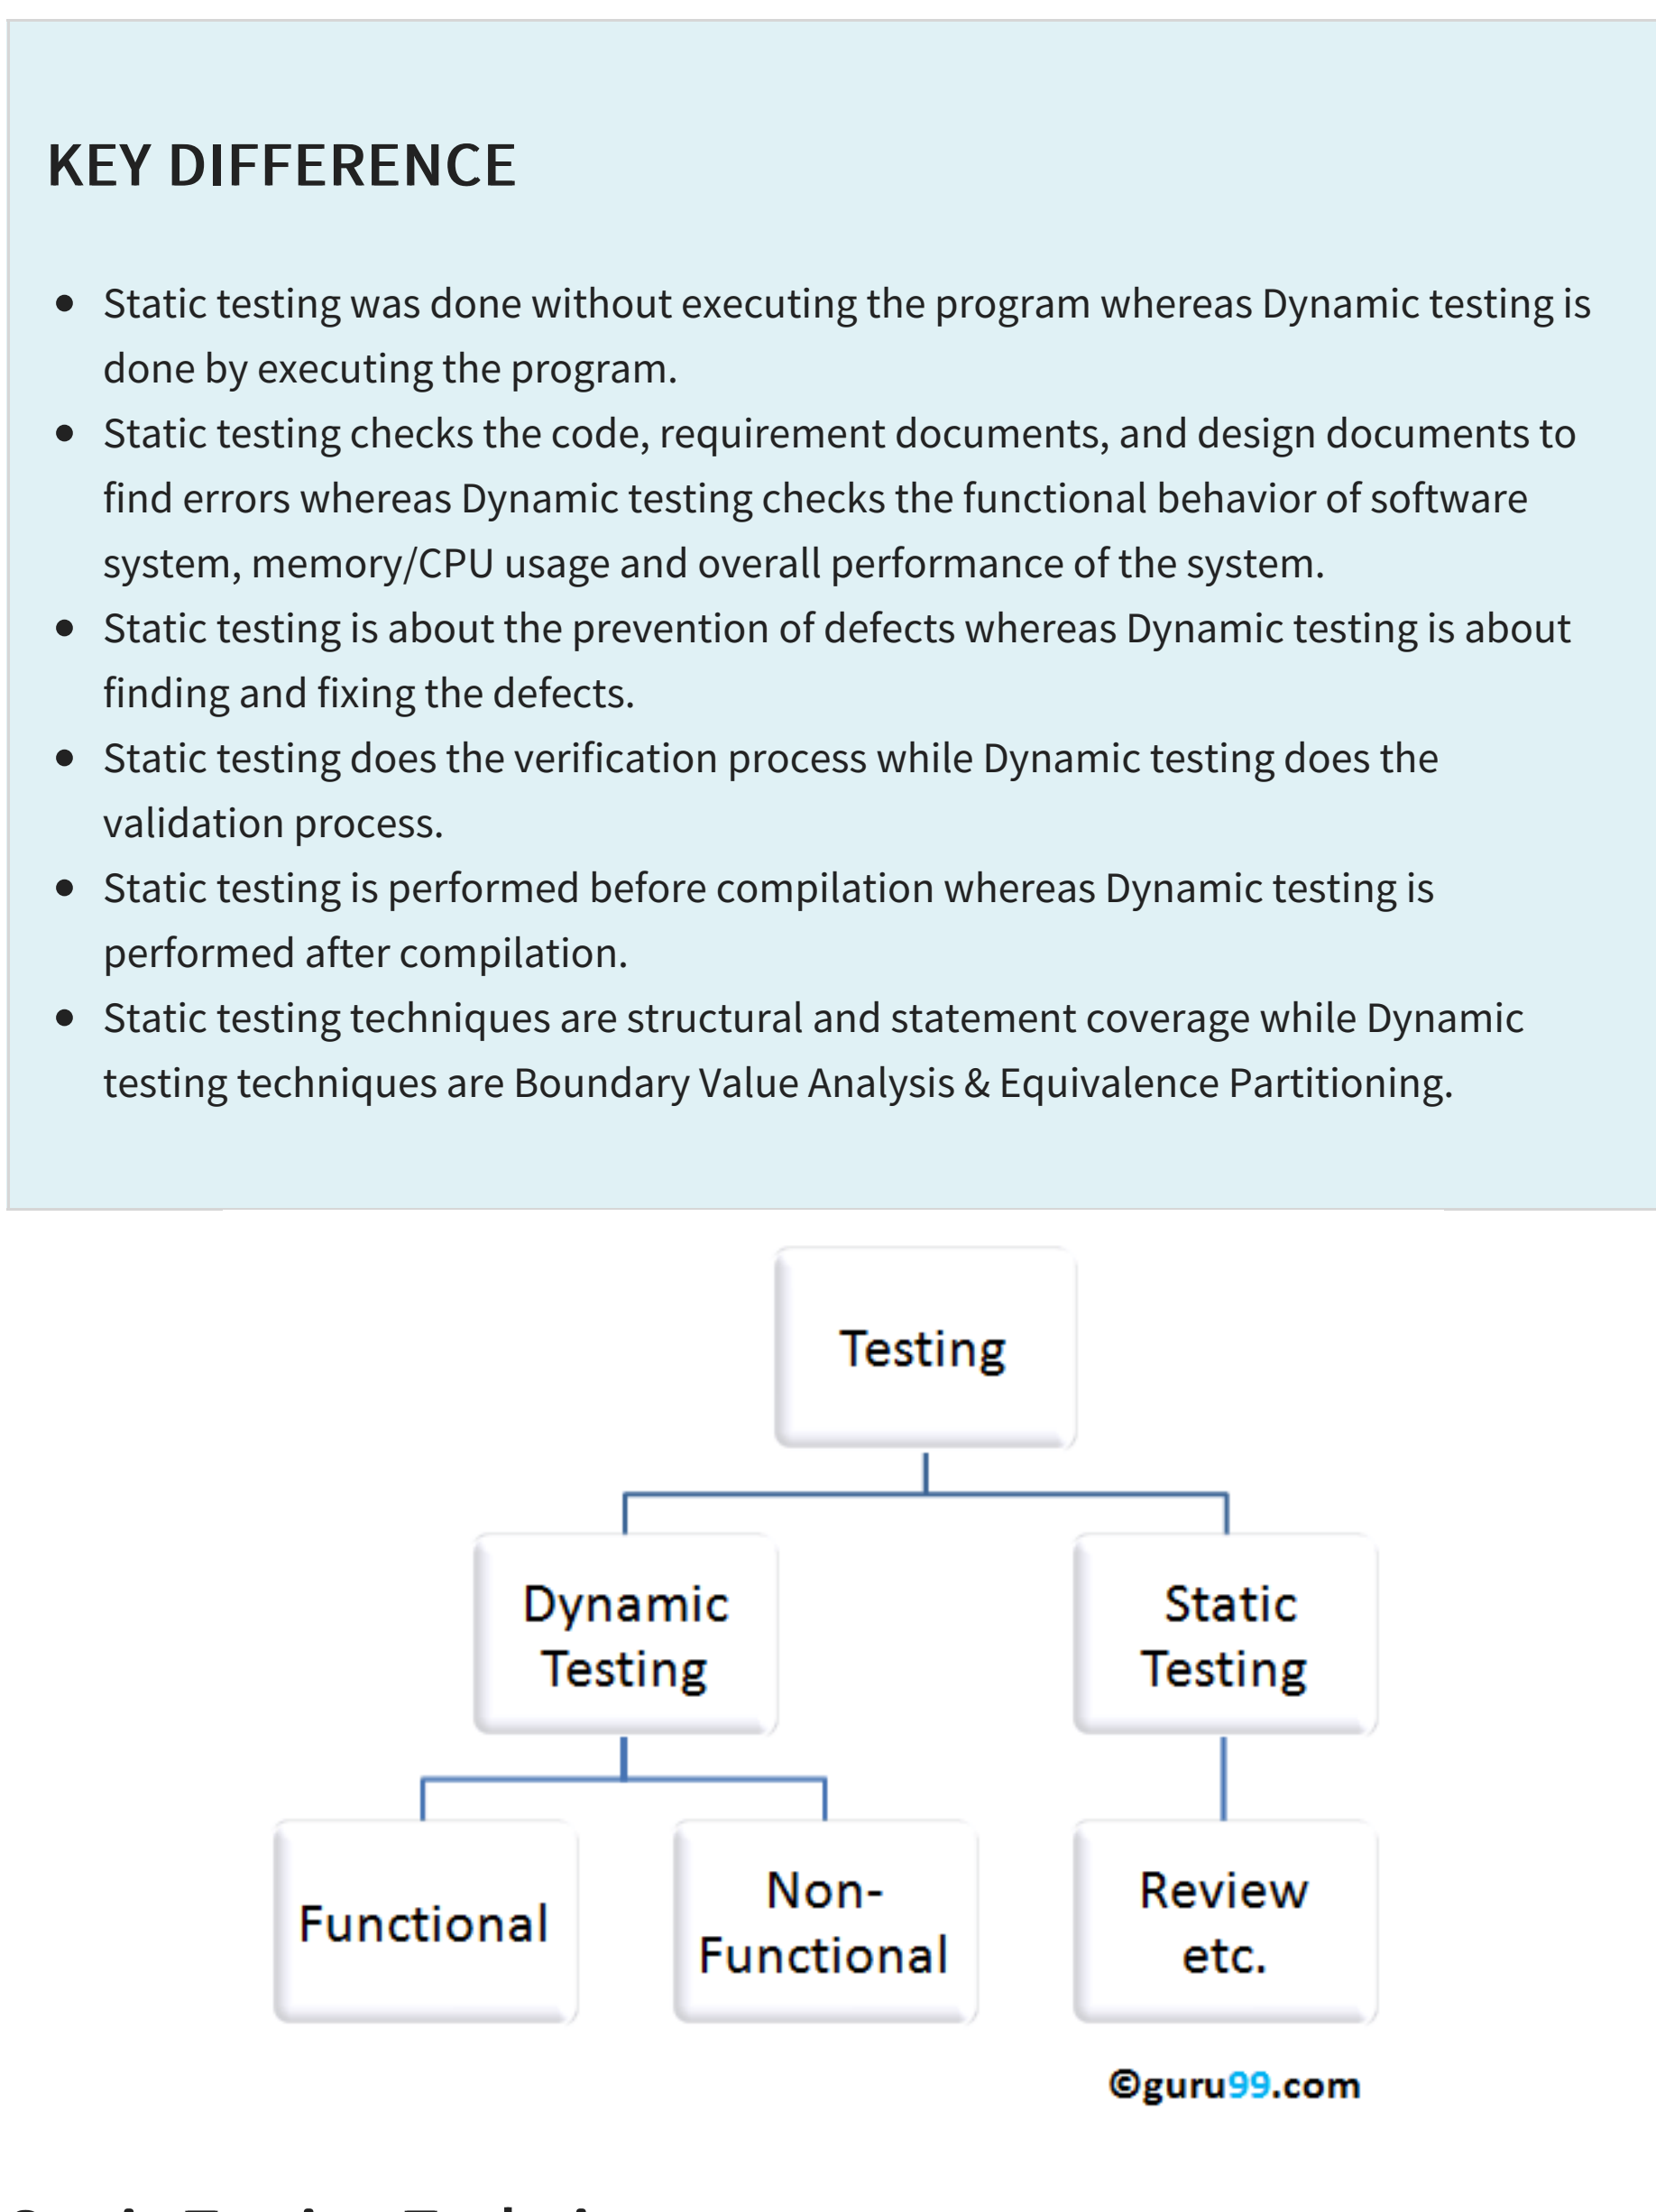 KEY DIFFERENCE
Static testing was done without executing the program whereas Dynamic testing is
done by executing the program.
Static testing checks the code, requirement documents, and design documents to
find errors whereas Dynamic testing checks the functional behavior of software
system, memory/CPU usage and overall performance of the system.
Static testing is about the prevention of defects whereas Dynamic testing is about
finding and fixing the defects.
Static testing does the verification process while Dynamic testing does the
validation process.
Static testing is performed before compilation whereas Dynamic testing is
performed after compilation.
Static testing techniques are structural and statement coverage while Dynamic
testing techniques are Boundary Value Analysis & Equivalence Partitioning.
Testing
Dynamic
Testing
Static
Testing
Functional
Non-
Functional
Review
etc.
©guru99.com